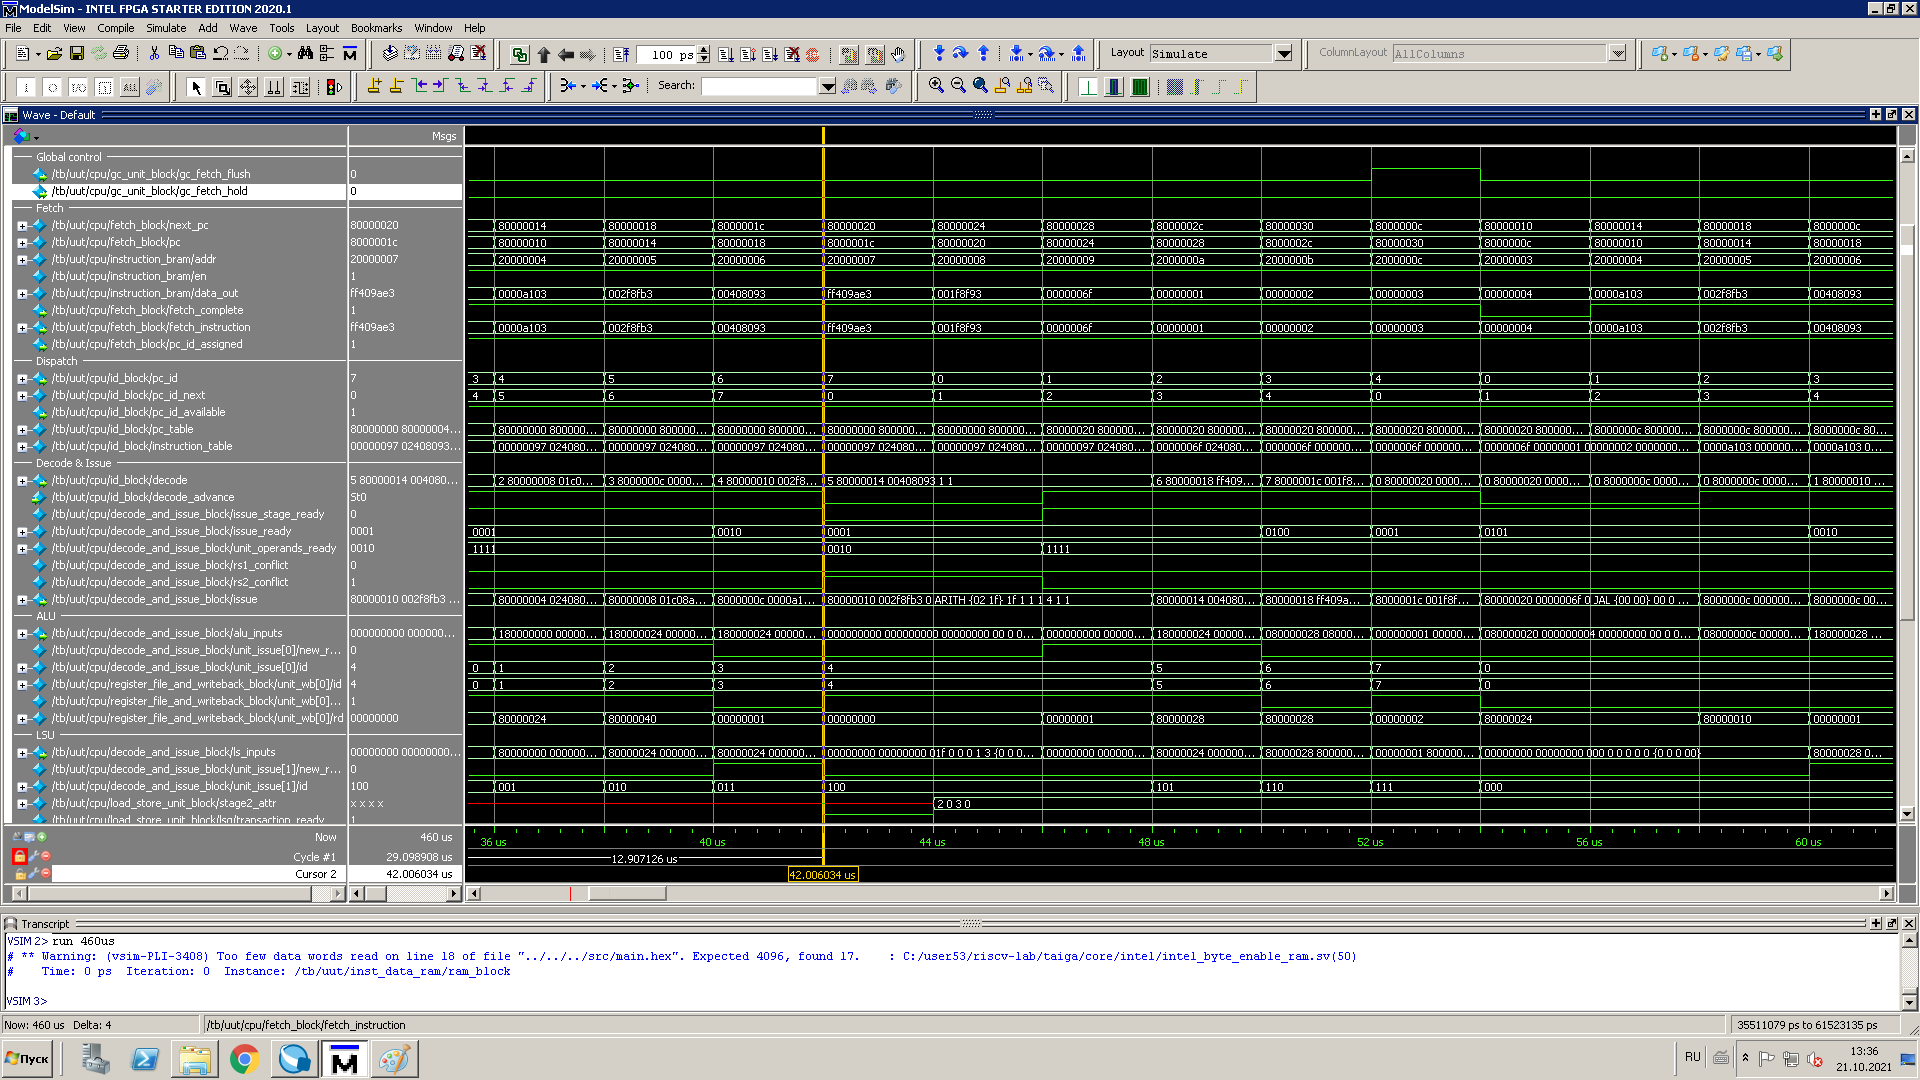 ModelSim - INTEL FPGA STARTER EDITION 2020.1
File Edit View Compile Simulate Add Wave Tools Layout Bookmarks Window Help
100 ps Layout Simulate ColumnLayout AllColumns
Search:
Wave - Default
Msgs
Global control
/tb/uut/cpu/gc_unit_block/gc_fetch_flush 0
/tb/uut/cpu/gc_unit_block/gc_fetch_hold 0
Fetch
/tb/uut/cpu/fetch_block/next_pc 80000020 80000014 80000018 8000001c 80000020 80000024 80000028 8000002c 80000030 8000000c 80000010 80000014 80000018 8000000c
/tb/uut/cpu/fetch_block/pc 8000001c 80000010 80000014 80000018 8000001c 80000020 80000024 80000028 8000002c 80000030 8000000c 80000010 80000014 80000018
/tb/uut/cpu/instruction_bram/addr 20000007 20000004 20000005 20000006 20000007 20000008 20000009 2000000a 2000000b 2000000c 20000003 20000004 20000005 20000006
/tb/uut/cpu/instruction_bram/en 1
/tb/uut/cpu/instruction_bram/data_out ff409ae3 0000a103 002f8fb3 00408093 ff409ae3 001f8f93 0000006f 00000001 00000002 00000003 00000004 0000a103 002f8fb3 00408093
/tb/uut/cpu/fetch_block/fetch_complete 1
/tb/uut/cpu/fetch_block/fetch_instruction ff409ae3 0000a103 002f8fb3 00408093 ff409ae3 001f8f93 0000006f 00000001 00000002 00000003 00000004 0000a103 002f8fb3 00408093
/tb/uut/cpu/fetch_block/pc_id_assigned 1
Dispatch
/tb/uut/cpu/id_block/pc_id 7 3 4 5 6 7 0 1 2 3 4 0 1 2 3
/tb/uut/cpu/id_block/pc_id_next 0 4 5 6 7 0 1 2 3 4 0 1 2 3 4
/tb/uut/cpu/id_block/pc_id_available 1
/tb/uut/cpu/id_block/pc_table 80000000 80000004... 80000000 800000... 80000000 800000... 80000000 800000... 80000000 800000... 80000000 800000... 80000020 800000... 80000020 800000... 80000020 800000... 80000020 800000... 80000020 800000... 8000000c 800000... 8000000c 800000... 8000000c 80...
/tb/uut/cpu/id_block/instruction_table 00000097 02408093... 00000097 024080... 00000097 024080... 00000097 024080... 00000097 024080... 00000097 024080... 00000097 024080... 0000006f 024080... 0000006f 000000... 0000006f 000000... 0000006f 00000001 00000002 000000... 0000a103 000000... 0000a103 0...
Decode & Issue
/tb/uut/cpu/id_block/decode 5 80000014 004080... 2 80000008 01c0... 3 8000000c 0000... 4 80000010 002f8... 5 80000014 00408093 1 1 6 80000018 ff409... 7 8000001c 001f8... 0 80000020 0000... 0 80000020 0000... 0 8000000c 0000... 0 8000000c 0000... 1 80000010 ...
/tb/uut/cpu/id_block/decode_advance St0
/tb/uut/cpu/decode_and_issue_block/issue_stage_ready 0
/tb/uut/cpu/decode_and_issue_block/issue_ready 0001 0001 0010 0001 0100 0001 0101 0010
/tb/uut/cpu/decode_and_issue_block/unit_operands_ready 0010 1111 0010 1111
/tb/uut/cpu/decode_and_issue_block/rs1_conflict 0
/tb/uut/cpu/decode_and_issue_block/rs2_conflict 1
/tb/uut/cpu/decode_and_issue_block/issue 80000010 002f8fb3 ... 80000004 024080... 80000008 01c08a... 8000000c 0000a1... 80000010 002f8fb3 0 ARITH {02 1f} 1f 1 1 1 4 1 1 80000014 004080... 80000018 ff409a... 8000001c 001f8f... 80000020 0000006f 0 JAL {00 00} 00 0 ... 8000000c 0000a1... 8000000c 00...
ALU
/tb/uut/cpu/decode_and_issue_block/alu_inputs 000000000 000000... 180000000 00000... 180000024 00000... 180000024 00000... 000000000 000000000 00000000 00 0 0... 000000000 00000... 180000024 00000... 080000028 08000... 000000001 00000... 080000020 000000004 00000000 00 0 0... 08000000c 00000... 180000028 ...
/tb/uut/cpu/decode_and_issue_block/unit_issue[0]/new_r... 0
/tb/uut/cpu/decode_and_issue_block/unit_issue[0]/id 4 0 1 2 3 4 5 6 7 0
/tb/uut/cpu/register_file_and_writeback_block/unit_wb[0]/id 4 0 1 2 3 4 5 6 7 0
/tb/uut/cpu/register_file_and_writeback_block/unit_wb[0]... 1
/tb/uut/cpu/register_file_and_writeback_block/unit_wb[0]/rd 00000000 80000024 80000040 00000001 00000000 00000001 80000028 80000028 00000002 80000024 80000010 00000001
LSU
/tb/uut/cpu/decode_and_issue_block/ls_inputs 00000000 00000000... 80000000 000000... 80000024 000000... 80000024 000000... 00000000 00000000 01f 0 0 0 1 3 {0 0 0... 00000000 000000... 80000024 000000... 80000028 800000... 00000001 800000... 00000000 00000000 000 0 0 0 0 0 {0 0 00} 80000028 0...
/tb/uut/cpu/decode_and_issue_block/unit_issue[1]/new_r... 0
/tb/uut/cpu/decode_and_issue_block/unit_issue[1]/id 100 001 010 011 100 101 110 111 000
/tb/uut/cpu/load_store_unit_block/stage2_attr x x x x 2 0 3 0
/tb/uut/cpu/load_store_unit_block/lsq/transaction_ready 1
Now 460 us 36 us 40 us 44 us 48 us 52 us 56 us 60 us
Cycle #1 29.098908 us 12.907126 us
Cursor 2 42.006034 us 42.006034 us
Transcript
VSIM 2> run 460us
# ** Warning: (vsim-PLI-3408) Too few data words read on line 18 of file "../../../src/main.hex". Expected 4096, found 17. : C:/user53/riscv-lab/taiga/core/intel/intel_byte_enable_ram.sv(50)
# Time: 0 ps Iteration: 0 Instance: /tb/uut/inst_data_ram/ram_block
VSIM 3>
Now: 460 us Delta: 4 /tb/uut/cpu/fetch_block/fetch_instruction 35511079 ps to 61523135 ps
Пуск RU 13:36
21.10.2021